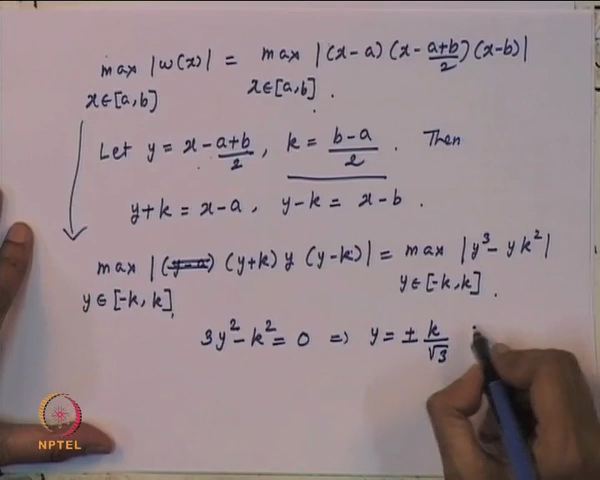 max |w(x)| = max |(x-a) (x - a+b/2) (x-b)|
x∈[a,b] x∈[a,b] .
Let y = x - a+b/2 , k = b-a/2 . Then
y+k = x-a , y-k = x-b .
max |(y-a) (y+k) y (y-k)| = max |y³ - yk²|
y∈[-k,k] y∈[-k,k] .
3y² - k² = 0 ⇒ y = ± k/√3
NPTEL